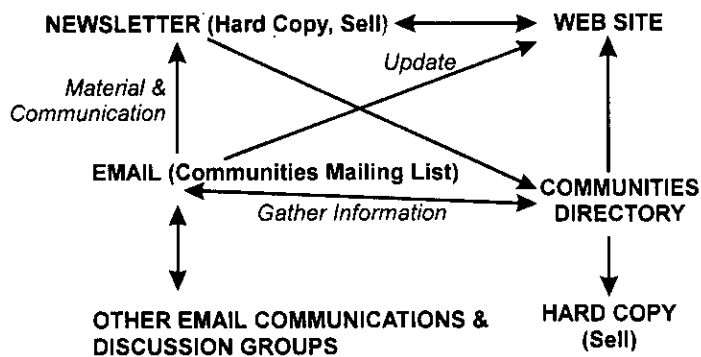 NEWSLETTER (Hard Copy, Sell)
WEB SITE
Update
Material &
Communication
EMAIL (Communities Mailing List)
COMMUNITIES
DIRECTORY
Gather Information
OTHER EMAIL COMMUNICATIONS &
DISCUSSION GROUPS
HARD COPY
(Sell)